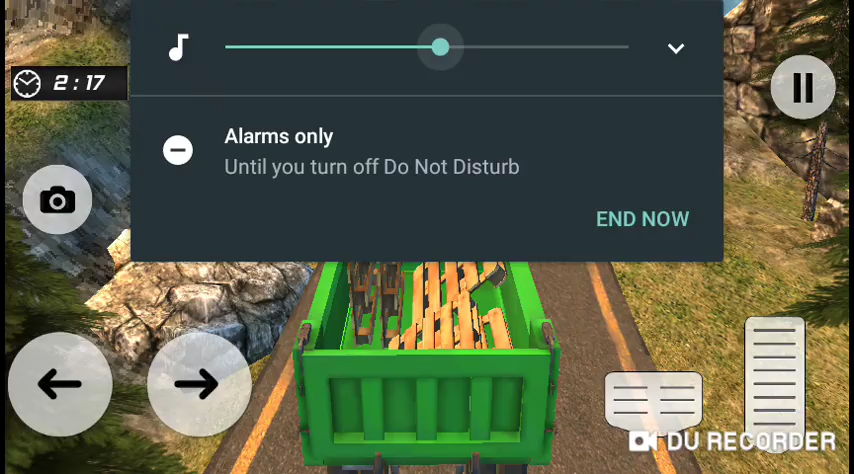 2 : 17
Alarms only
Until you turn off Do Not Disturb
END NOW
DU RECORDER